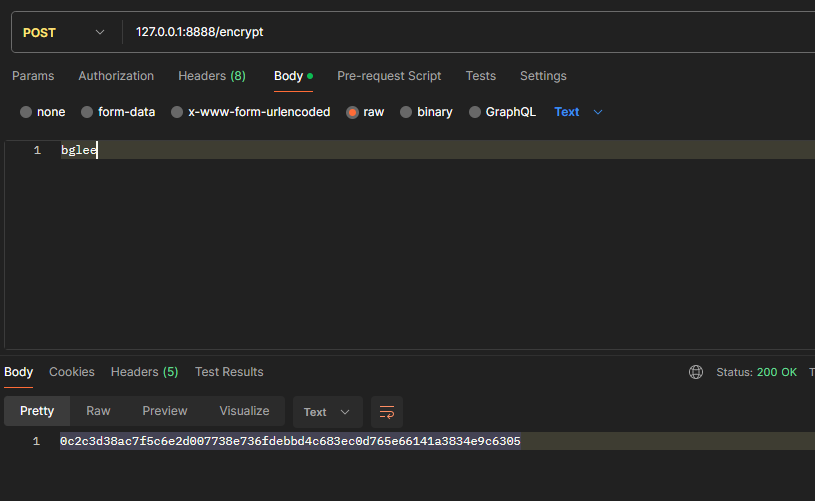 POST 127.0.0.1:8888/encrypt
Params Authorization Headers (8) Body Pre-request Script Tests Settings
none form-data x-www-form-urlencoded raw binary GraphQL Text
1 bglee
Body Cookies Headers (5) Test Results Status: 200 OK T
Pretty Raw Preview Visualize Text
1 0c2c3d38ac7f5c6e2d007738e736fdebbd4c683ec0d765e66141a3834e9c6305